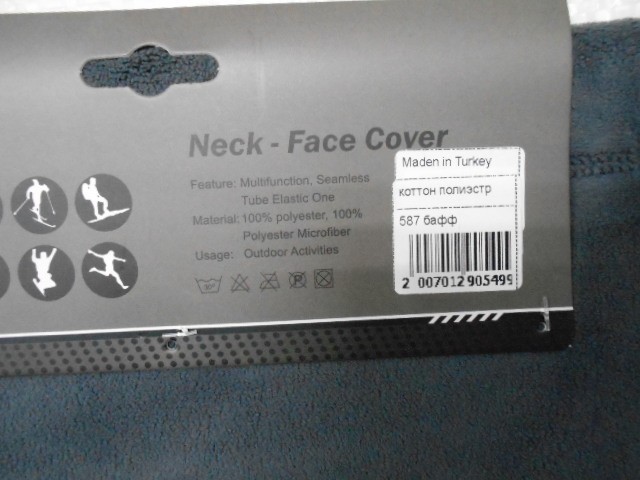 Neck - Face Cover
Feature: Multifunction, Seamless
Tube Elastic One
Material: 100% polyester, 100%
Polyester Microfiber
Usage: Outdoor Activities
Maden in Turkey
коттон полиэстр
587 бафф
2 007012 905499